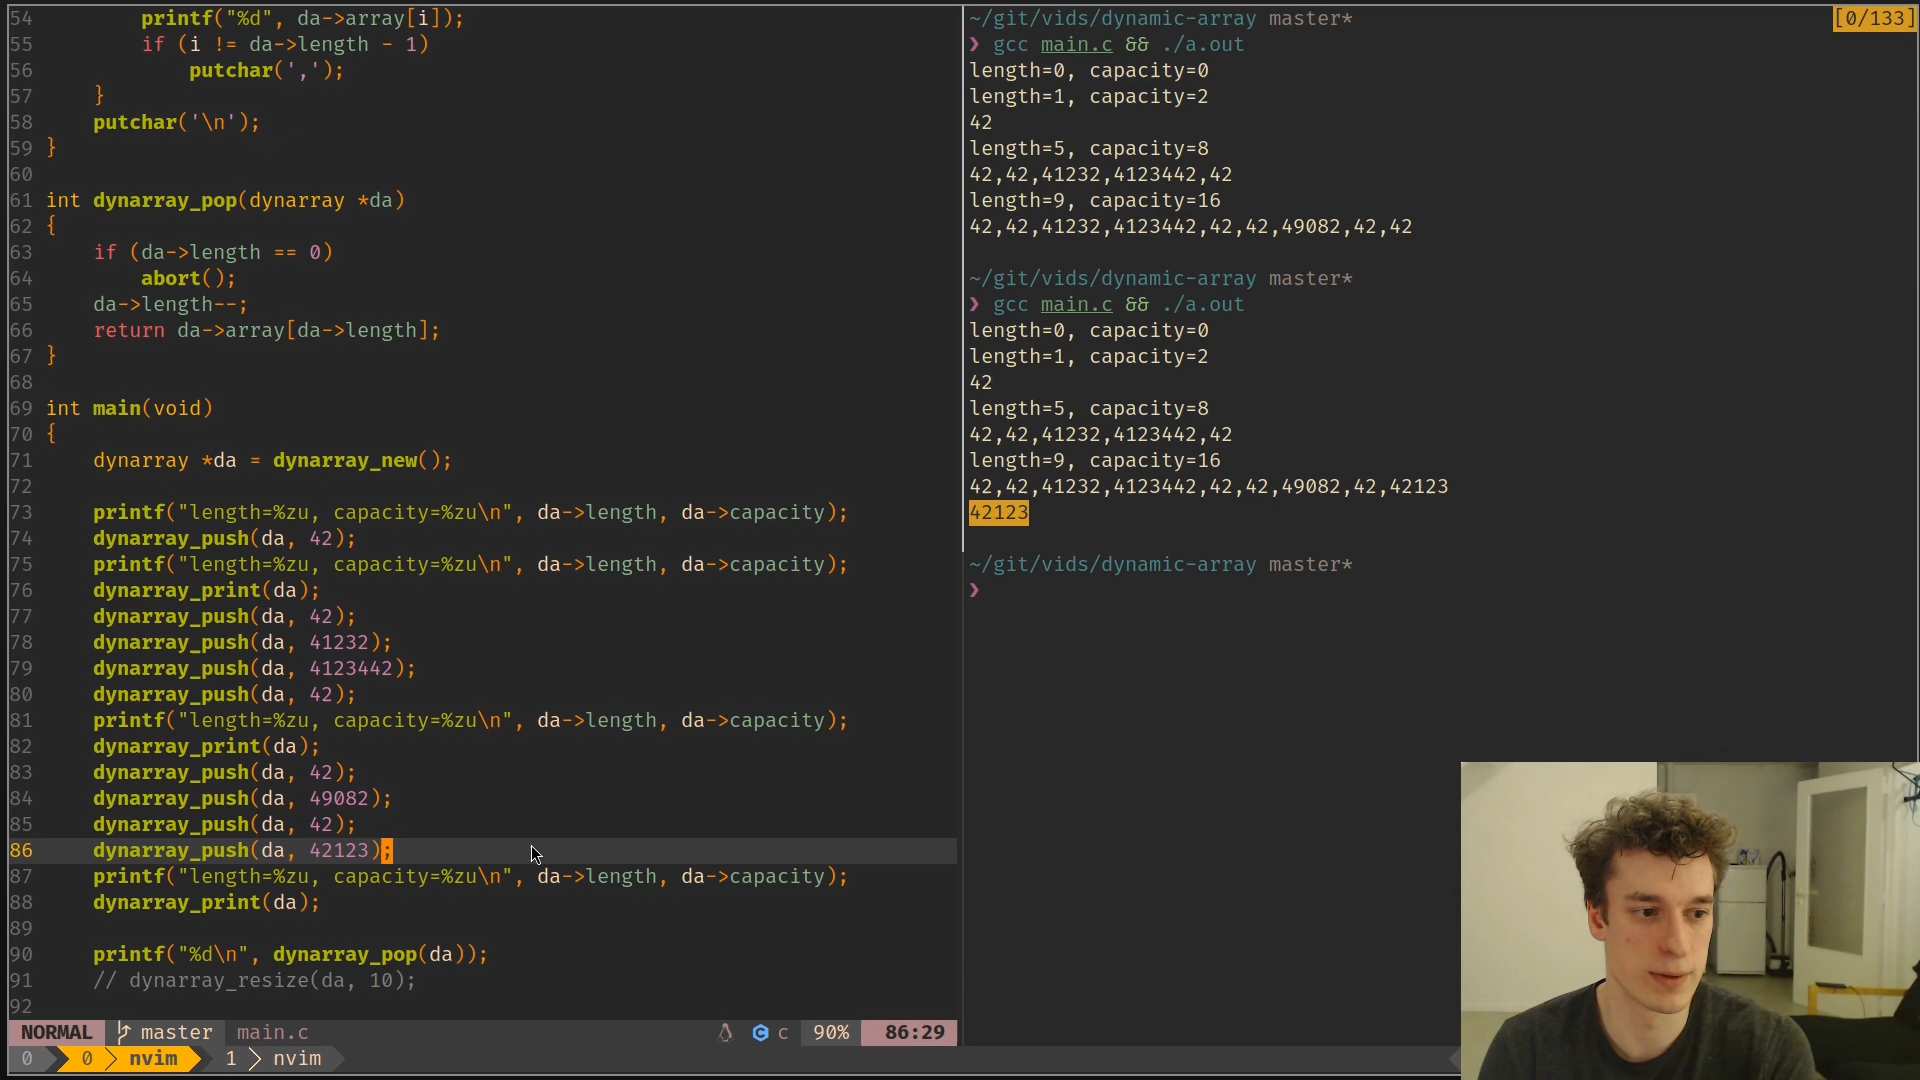 54 printf("%d", da->array[i]);
55 if (i != da->length - 1)
56 putchar(',');
57 }
58 putchar('\n');
59 }
60
61 int dynarray_pop(dynarray *da)
62 {
63 if (da->length == 0)
64 abort();
65 da->length--;
66 return da->array[da->length];
67 }
68
69 int main(void)
70 {
71 dynarray *da = dynarray_new();
72
73 printf("length=%zu, capacity=%zu\n", da->length, da->capacity);
74 dynarray_push(da, 42);
75 printf("length=%zu, capacity=%zu\n", da->length, da->capacity);
76 dynarray_print(da);
77 dynarray_push(da, 42);
78 dynarray_push(da, 41232);
79 dynarray_push(da, 4123442);
80 dynarray_push(da, 42);
81 printf("length=%zu, capacity=%zu\n", da->length, da->capacity);
82 dynarray_print(da);
83 dynarray_push(da, 42);
84 dynarray_push(da, 49082);
85 dynarray_push(da, 42);
86 dynarray_push(da, 42123);
87 printf("length=%zu, capacity=%zu\n", da->length, da->capacity);
88 dynarray_print(da);
89
90 printf("%d\n", dynarray_pop(da));
91 // dynarray_resize(da, 10);
92
NORMAL master main.c c 90% 86:29
0 0 nvim 1 nvim
[0/133]
~/git/vids/dynamic-array master*
❯ gcc main.c && ./a.out
length=0, capacity=0
length=1, capacity=2
42
length=5, capacity=8
42,42,41232,4123442,42
length=9, capacity=16
42,42,41232,4123442,42,42,49082,42,42
~/git/vids/dynamic-array master*
❯ gcc main.c && ./a.out
length=0, capacity=0
length=1, capacity=2
42
length=5, capacity=8
42,42,41232,4123442,42
length=9, capacity=16
42,42,41232,4123442,42,42,49082,42,42123
42123
~/git/vids/dynamic-array master*
❯